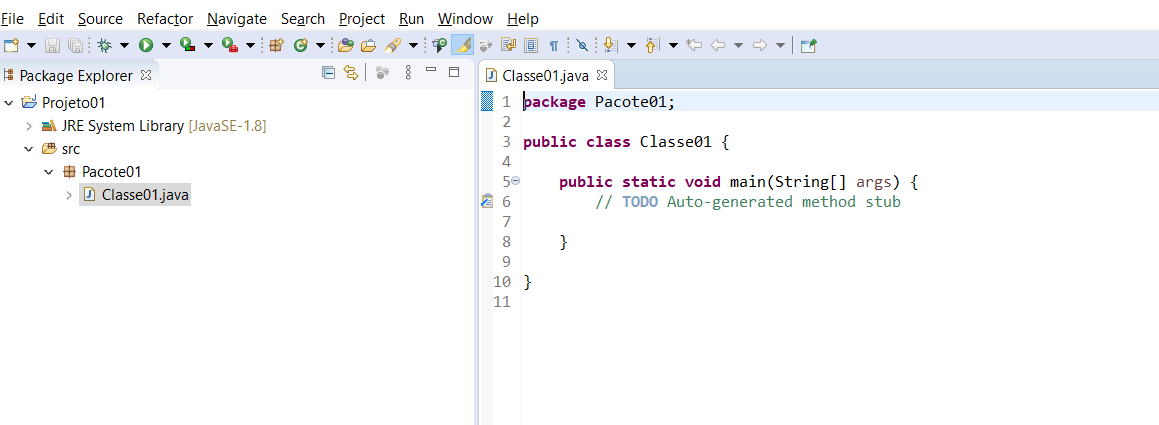 File Edit Source Refactor Navigate Search Project Run Window Help
Package Explorer
Projeto01
JRE System Library [JavaSE-1.8]
src
Pacote01
Classe01.java
Classe01.java
1 package Pacote01;
2
3 public class Classe01 {
4
5 public static void main(String[] args) {
6 // TODO Auto-generated method stub
7
8 }
9
10 }
11